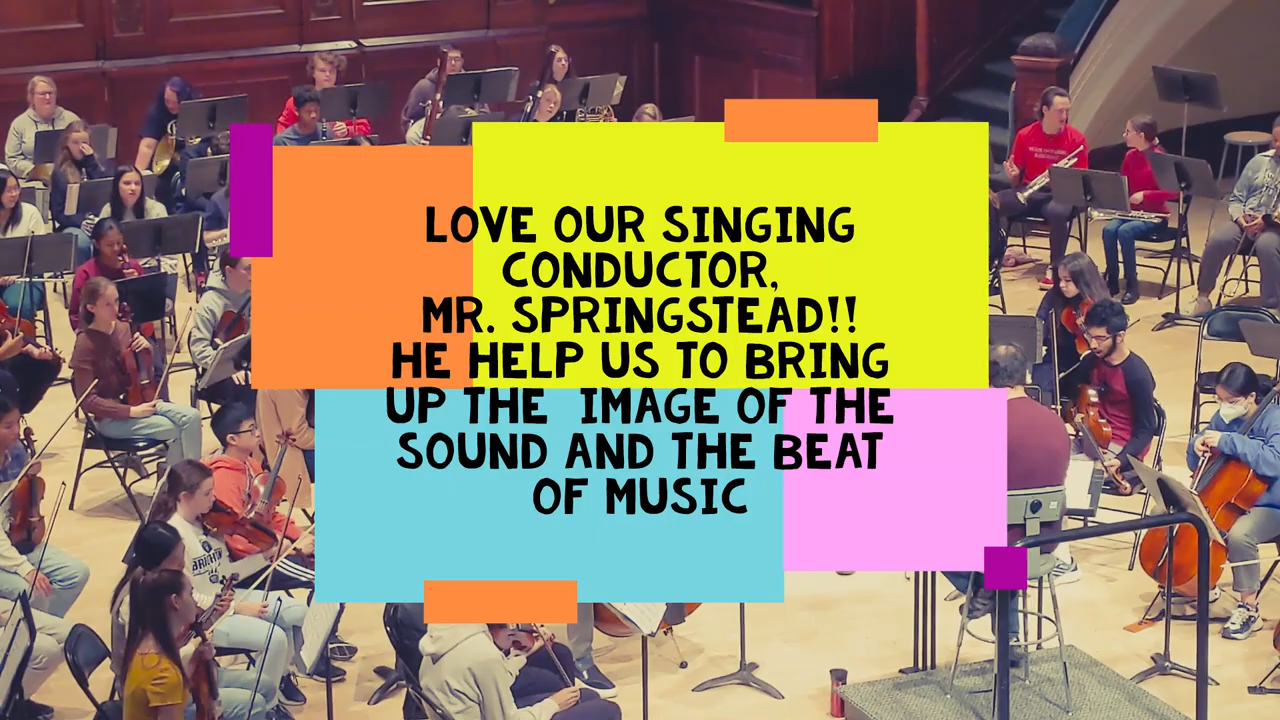 LOVE OUR SINGING
CONDUCTOR,
MR. SPRINGSTEAD!!
HE HELP US TO BRING
UP THE  IMAGE OF THE
SOUND AND THE BEAT
OF MUSIC